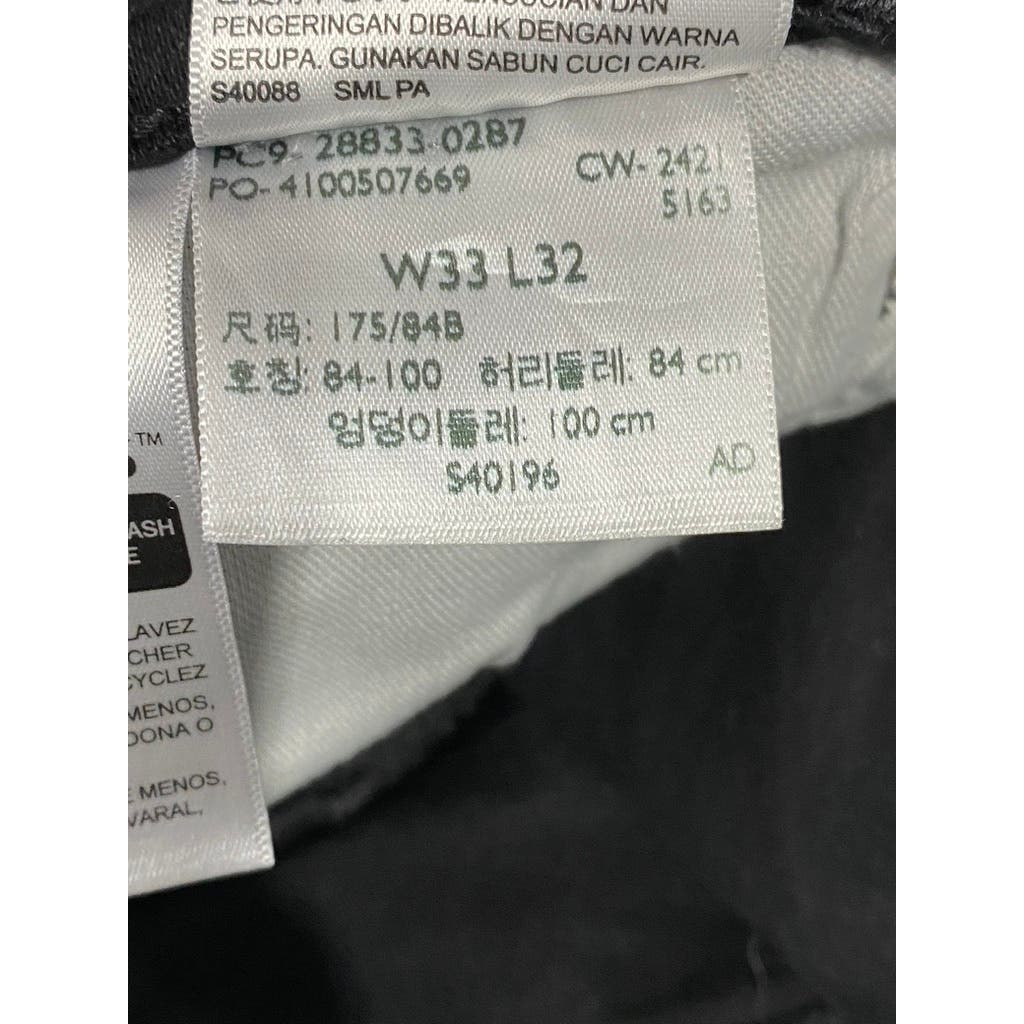 PENGERINGAN DIBALIK DENGAN WARNA
SERUPA. GUNAKAN SABUN CUCI CAIR.
S40088 SML PA
PC9- 28833-0287
PO-4100507669
CW-2421
5163
W33 L32
尺码: 175/84B
호칭: 84-100 허리둘레: 84 cm
엉덩이둘레: 100 cm
S40196
AD
TM
ASH
E
LAVEZ
CHER
CYCLEZ
MENOS,
DONA O
E MENOS,
VARAL,